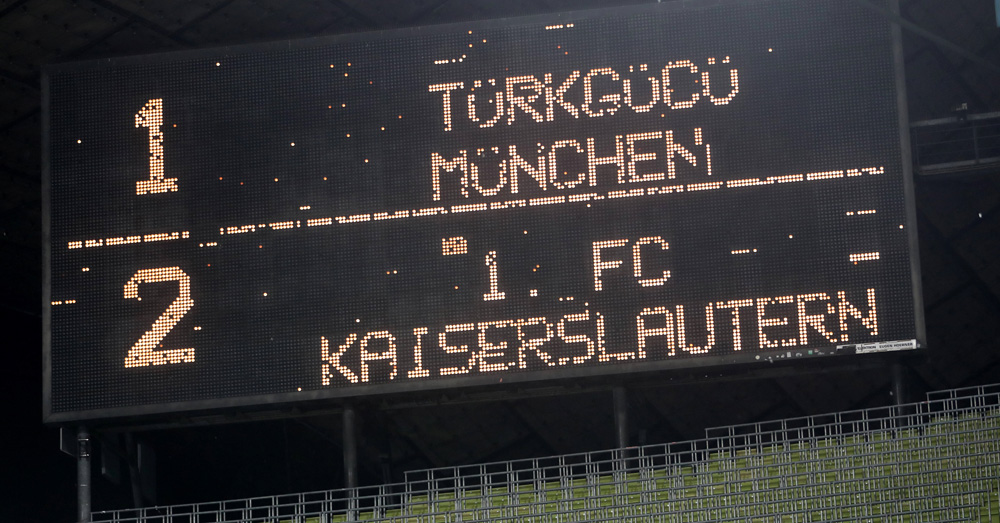 1 TÜRKGÜCÜ
MÜNCHEN
2 1. FC
KAISERSLAUTERN